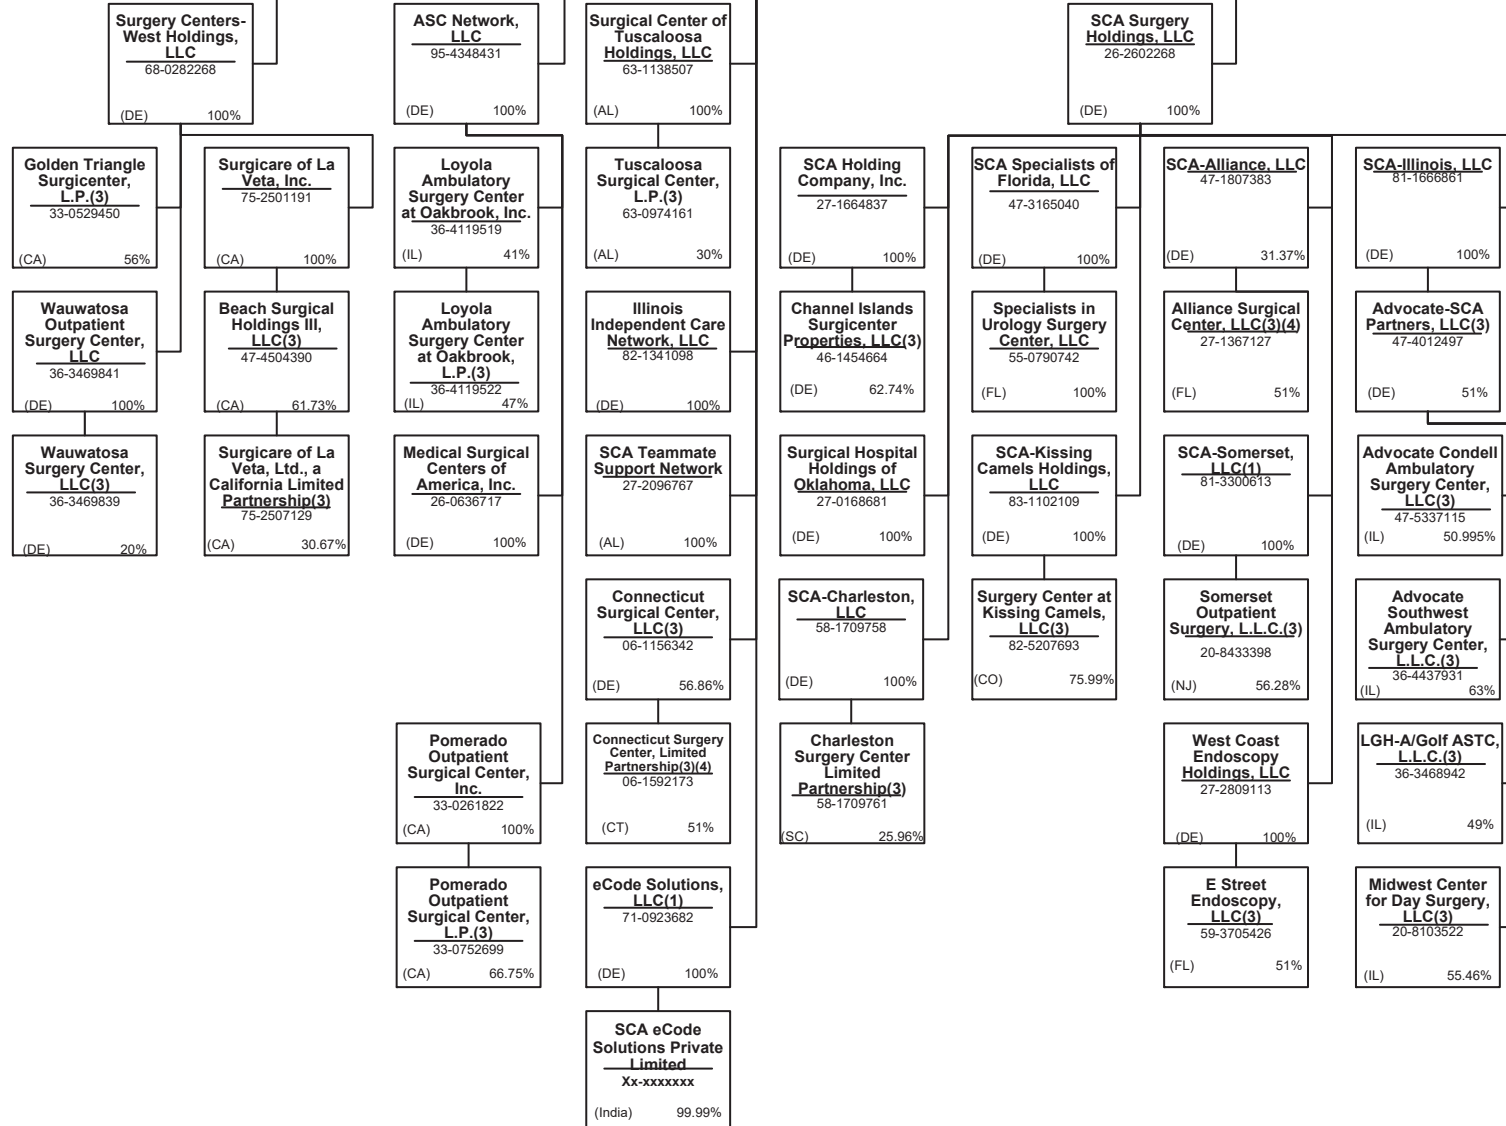 Surgery Centers-
West Holdings,
LLC
68-0282268
(DE) 100%
ASC Network,
LLC
95-4348431
(DE) 100%
Surgical Center of
Tuscaloosa
Holdings, LLC
63-1138507
(AL) 100%
SCA Surgery
Holdings, LLC
26-2602268
(DE) 100%
Golden Triangle
Surgicenter,
L.P.(3)
33-0529450
(CA) 56%
Surgicare of La
Veta, Inc.
75-2501191
(CA) 100%
Loyola
Ambulatory
Surgery Center
at Oakbrook, Inc.
36-4119519
(IL) 41%
Tuscaloosa
Surgical Center,
L.P.(3)
63-0974161
(AL) 30%
SCA Holding
Company, Inc.
27-1664837
(DE) 100%
SCA Specialists of
Florida, LLC
47-3165040
(DE) 100%
SCA-Alliance, LLC
47-1807383
(DE) 31.37%
SCA-Illinois, LLC
81-1666861
(DE) 100%
Wauwatosa
Outpatient
Surgery Center,
LLC
36-3469841
(DE) 100%
Beach Surgical
Holdings III,
LLC(3)
47-4504390
(CA) 61.73%
Loyola
Ambulatory
Surgery Center
at Oakbrook,
L.P.(3)
36-4119522
(IL) 47%
Illinois
Independent Care
Network, LLC
82-1341098
(DE) 100%
Channel Islands
Surgicenter
Properties, LLC(3)
46-1454664
(DE) 62.74%
Specialists in
Urology Surgery
Center, LLC
55-0790742
(FL) 100%
Alliance Surgical
Center, LLC(3)(4)
27-1367127
(FL) 51%
Advocate-SCA
Partners, LLC(3)
47-4012497
(DE) 51%
Wauwatosa
Surgery Center,
LLC(3)
36-3469839
(DE) 20%
Surgicare of La
Veta, Ltd., a
California Limited
Partnership(3)
75-2507129
(CA) 30.67%
Medical Surgical
Centers of
America, Inc.
26-0636717
(DE) 100%
SCA Teammate
Support Network
27-2096767
(AL) 100%
Surgical Hospital
Holdings of
Oklahoma, LLC
27-0168681
(DE) 100%
SCA-Kissing
Camels Holdings,
LLC
83-1102109
(DE) 100%
SCA-Somerset,
LLC(1)
81-3300613
(DE) 100%
Advocate Condell
Ambulatory
Surgery Center,
LLC(3)
47-5337115
(IL) 50.995%
Connecticut
Surgical Center,
LLC(3)
06-1156342
(DE) 56.86%
SCA-Charleston,
LLC
58-1709758
(DE) 100%
Surgery Center at
Kissing Camels,
LLC(3)
82-5207693
(CO) 75.99%
Somerset
Outpatient
Surgery, L.L.C.(3)
20-8433398
(NJ) 56.28%
Advocate
Southwest
Ambulatory
Surgery Center,
L.L.C.(3)
36-4437931
(IL) 63%
Pomerado
Outpatient
Surgical Center,
Inc.
33-0261822
(CA) 100%
Connecticut Surgery
Center, Limited
Partnership(3)(4)
06-1592173
(CT) 51%
Charleston
Surgery Center
Limited
Partnership(3)
58-1709761
(SC) 25.96%
West Coast
Endoscopy
Holdings, LLC
27-2809113
(DE) 100%
LGH-A/Golf ASTC,
L.L.C.(3)
36-3468942
(IL) 49%
Pomerado
Outpatient
Surgical Center,
L.P.(3)
33-0752699
(CA) 66.75%
eCode Solutions,
LLC(1)
71-0923682
(DE) 100%
E Street
Endoscopy,
LLC(3)
59-3705426
(FL) 51%
Midwest Center
for Day Surgery,
LLC(3)
20-8103522
(IL) 55.46%
SCA eCode
Solutions Private
Limited
Xx-xxxxxxx
(India) 99.99%